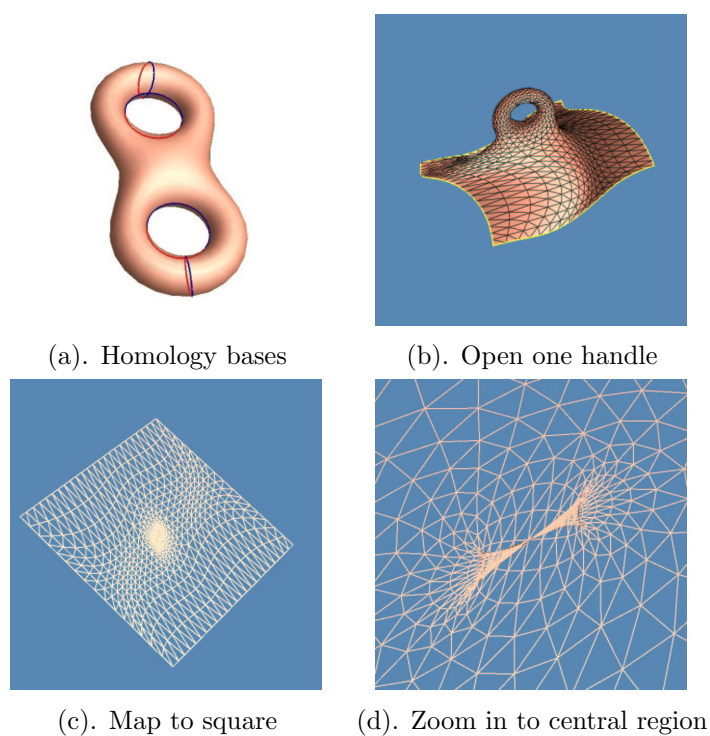 (a). Homology bases
(b). Open one handle
(c). Map to square
(d). Zoom in to central region